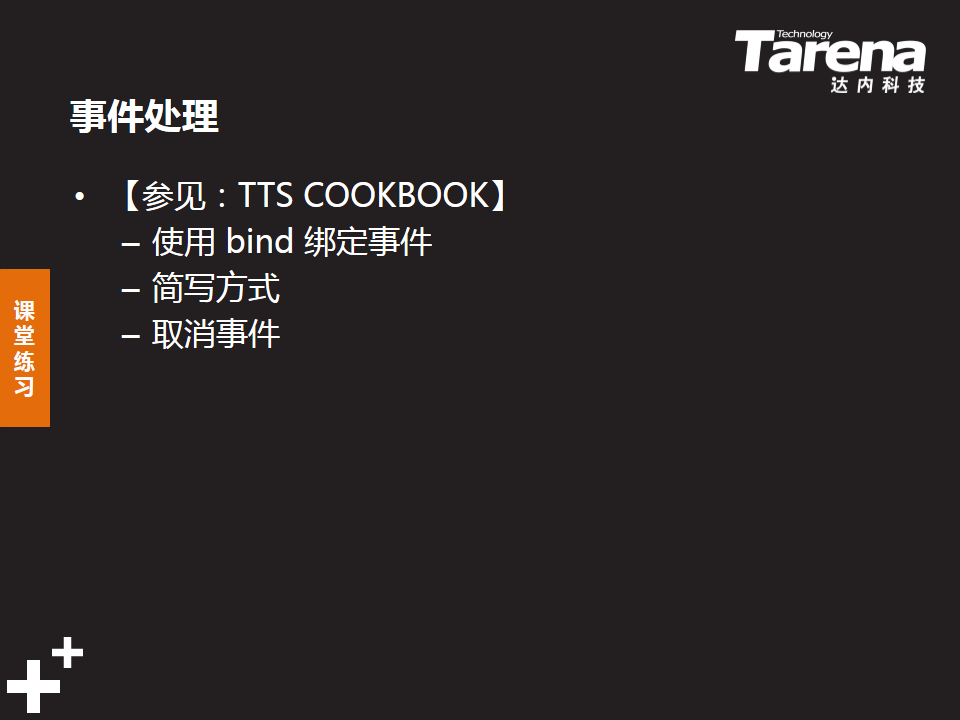 Technology
Tarena
达内科技
事件处理
• 【参见：TTS COOKBOOK】
– 使用 bind 绑定事件
– 简写方式
– 取消事件
课堂练习